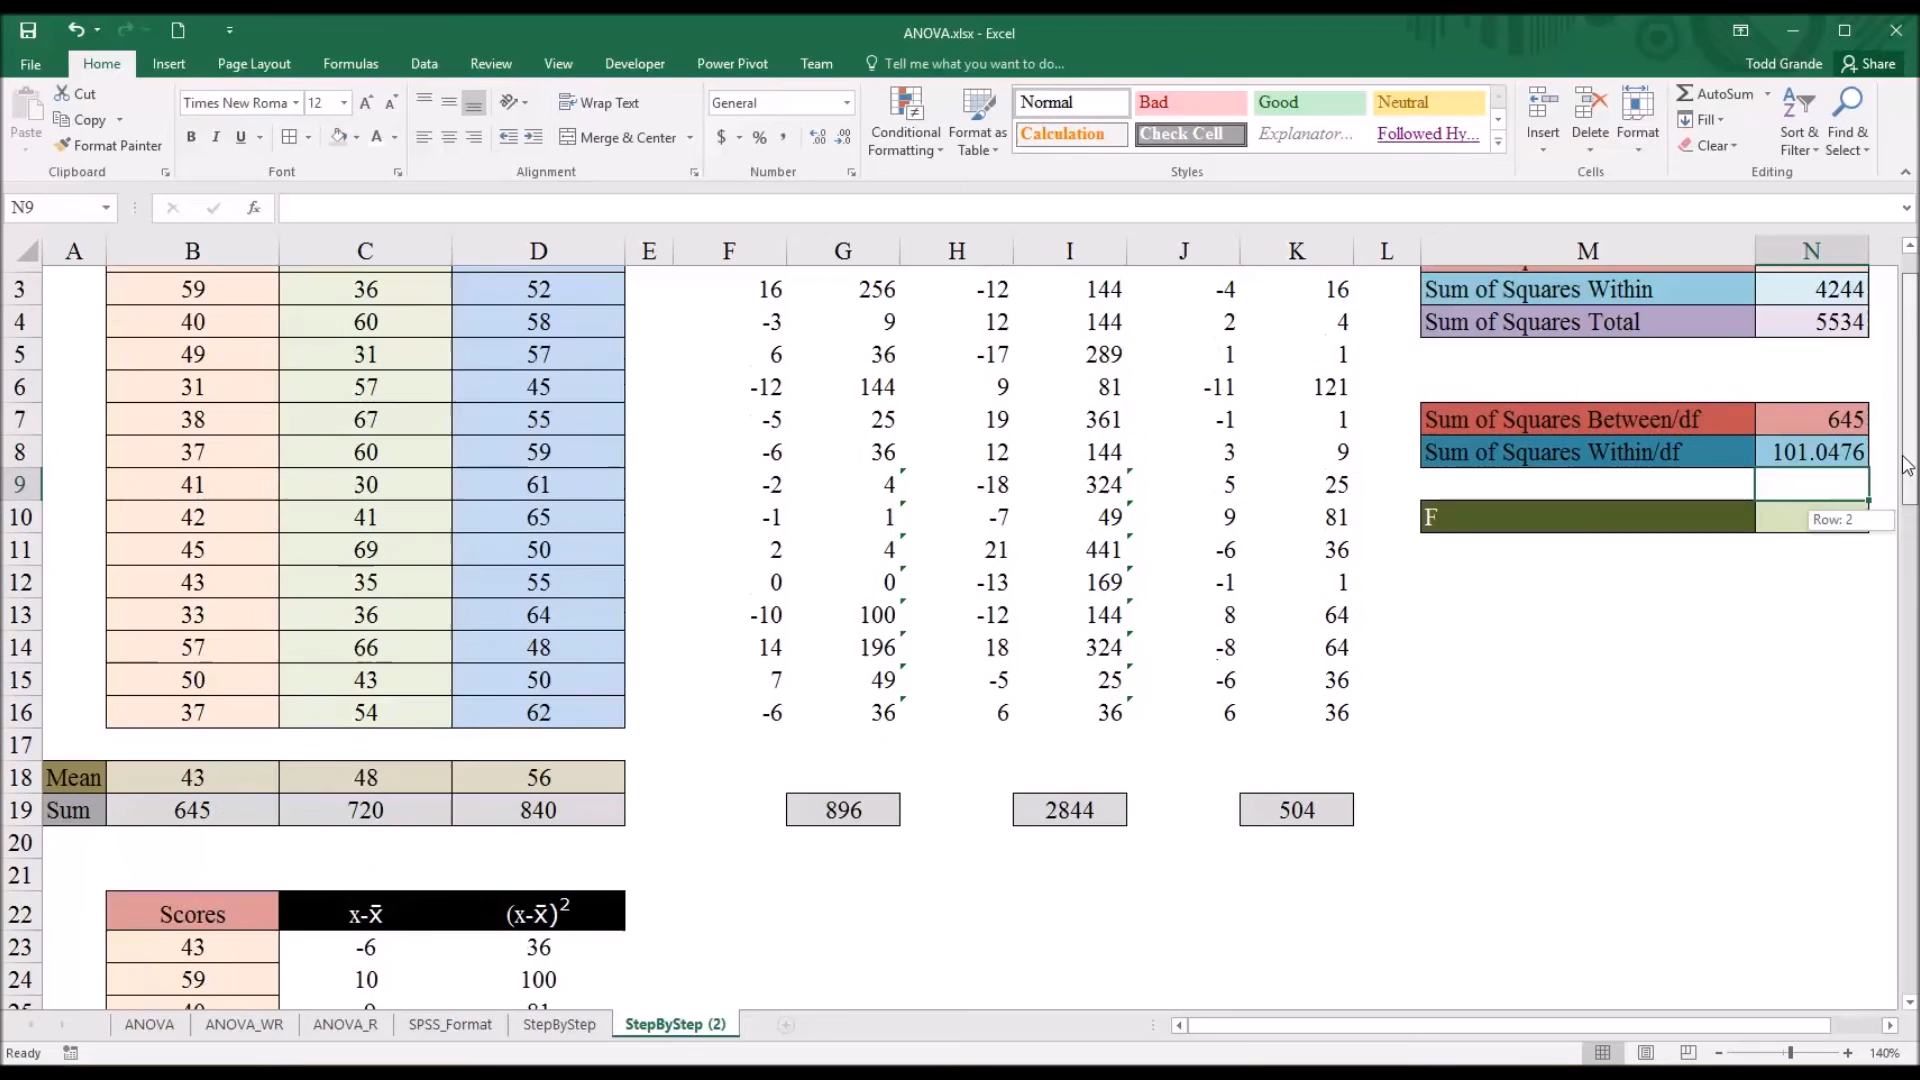 ANOVA.xlsx - Excel
File Home Insert Page Layout Formulas Data Review View Developer Power Pivot Team Tell me what you want to do... Todd Grande Share
Paste Cut Copy Format Painter Clipboard
Times New Roma 12 B I U A Font
Wrap Text Merge & Center Alignment
General $ % , Number
Conditional Formatting Format as Table
Normal Bad Good Neutral
Calculation Check Cell Explanator... Followed Hy...
Styles
Insert Delete Format Cells
AutoSum Fill Clear Sort & Filter Find & Select Editing
N9 fx
A B C D E F G H I J K L M N
3 59 36 52 16 256 -12 144 -4 16 Sum of Squares Within 4244
4 40 60 58 -3 9 12 144 2 4 Sum of Squares Total 5534
5 49 31 57 6 36 -17 289 1 1
6 31 57 45 -12 144 9 81 -11 121
7 38 67 55 -5 25 19 361 -1 1 Sum of Squares Between/df 645
8 37 60 59 -6 36 12 144 3 9 Sum of Squares Within/df 101.0476
9 41 30 61 -2 4 -18 324 5 25
10 42 41 65 -1 1 -7 49 9 81 F Row: 2
11 45 69 50 2 4 21 441 -6 36
12 43 35 55 0 0 -13 169 -1 1
13 33 36 64 -10 100 -12 144 8 64
14 57 66 48 14 196 18 324 -8 64
15 50 43 50 7 49 -5 25 -6 36
16 37 54 62 -6 36 6 36 6 36
17
18 Mean 43 48 56
19 Sum 645 720 840 896 2844 504
20
21
22 Scores x-x̄ (x-x̄)²
23 43 -6 36
24 59 10 100
ANOVA ANOVA_WR ANOVA_R SPSS_Format StepByStep StepByStep (2)
Ready 140%